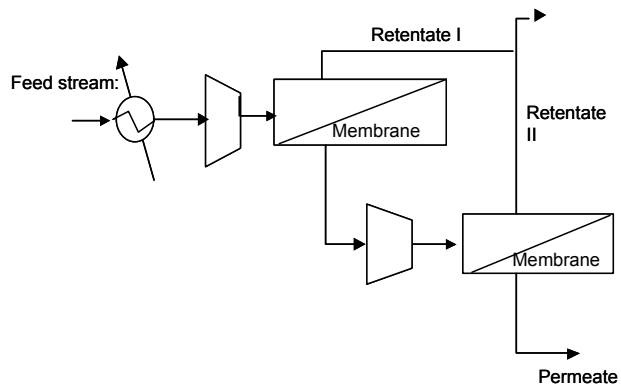 Retentate I
Feed stream:
Membrane
Retentate
II
Membrane
Permeate